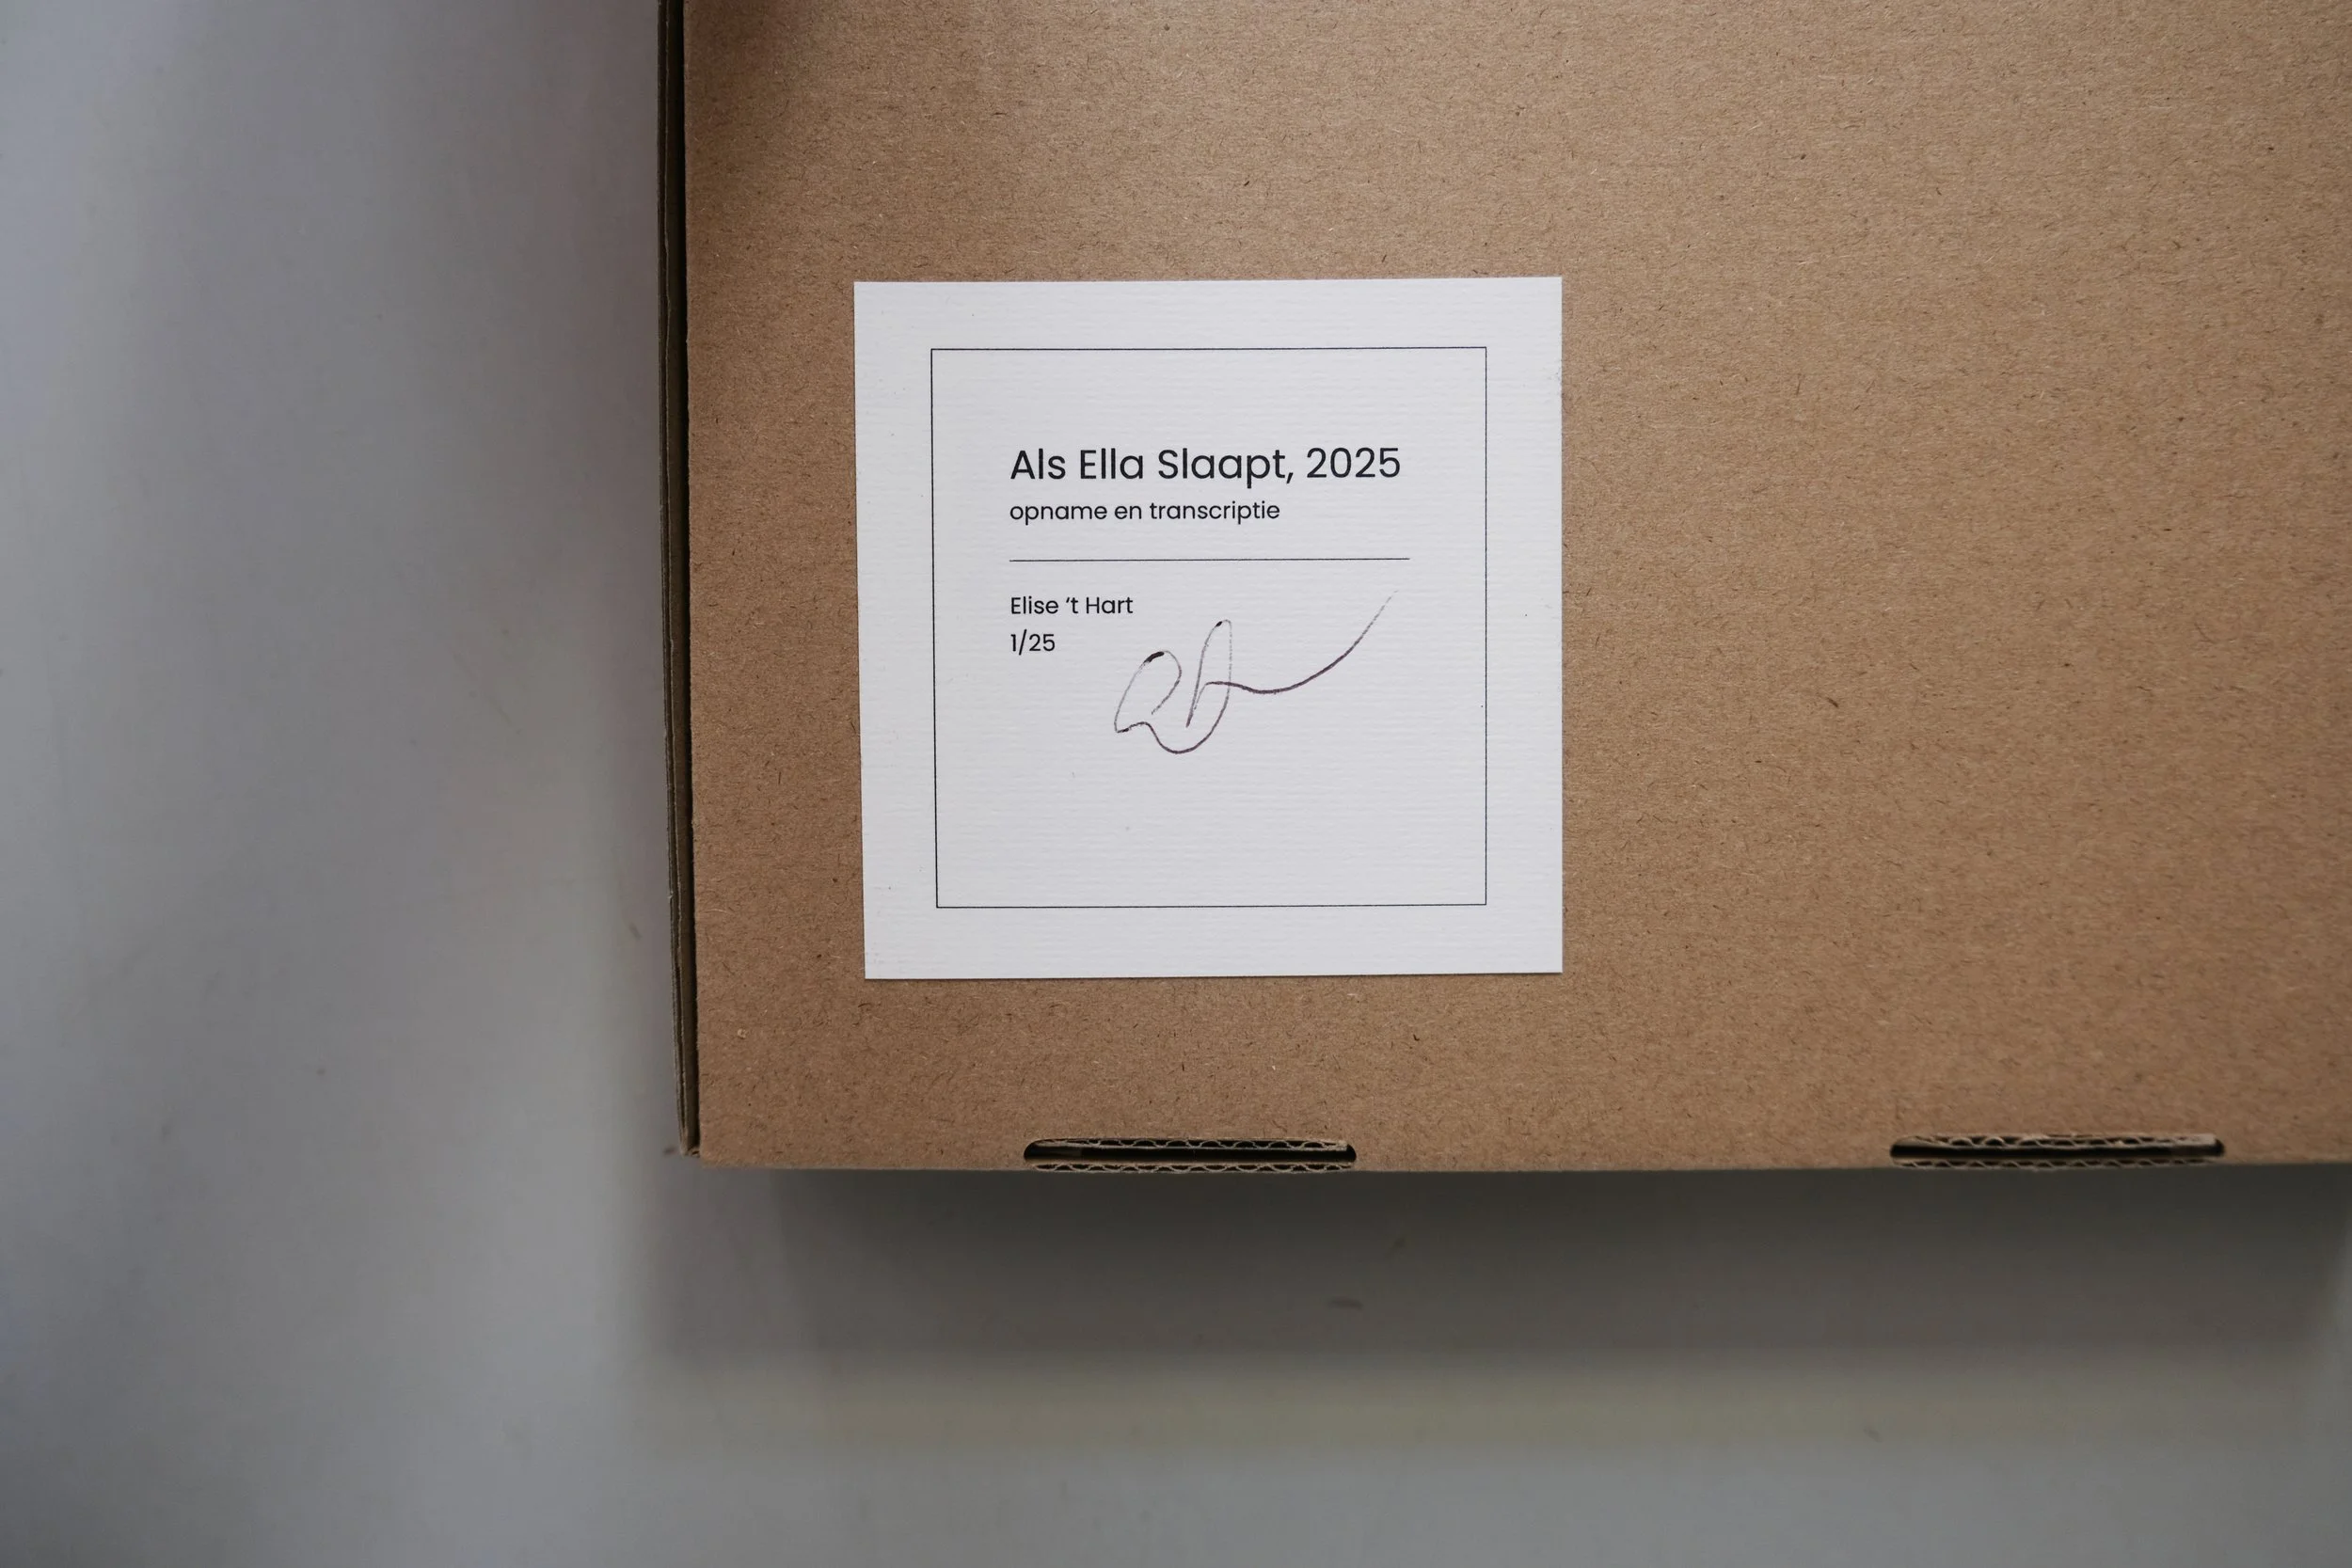 Als Ella Slaapt, 2025
opname en transcriptie
Elise ‘t Hart
1/25